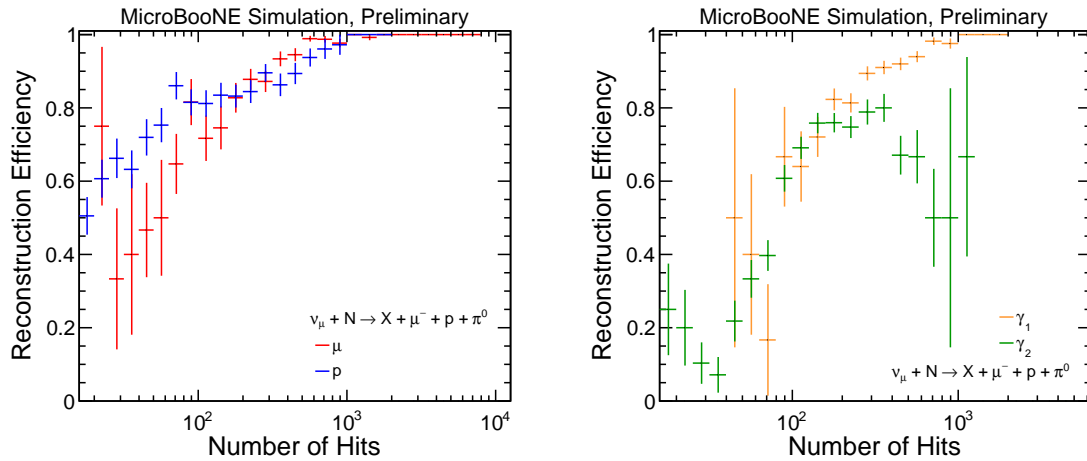 MicroBooNE Simulation, Preliminary
Reconstruction Efficiency
1
0.8
0.6
0.4
0.2
0
ν_μ + N → X + μ⁻ + p + π⁰
μ
p
10²
10³
10⁴
Number of Hits
MicroBooNE Simulation, Preliminary
Reconstruction Efficiency
1
0.8
0.6
0.4
0.2
0
γ₁
γ₂
ν_μ + N → X + μ⁻ + p + π⁰
10²
10³
Number of Hits